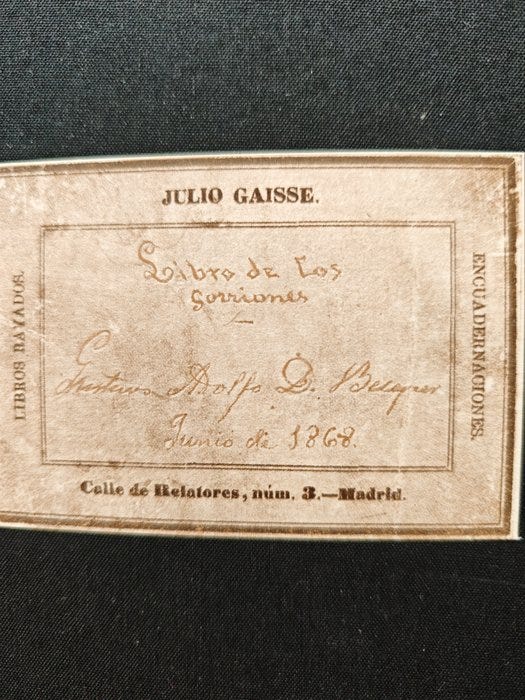 JULIO GAISSE.
LIBROS RAYADOS.
Libro de los
gorriones
Gustavo Adolfo D. Becquer
Junio de 1868.
ENCUADERNACIONES.
Calle de Relatores, núm. 3.—Madrid.